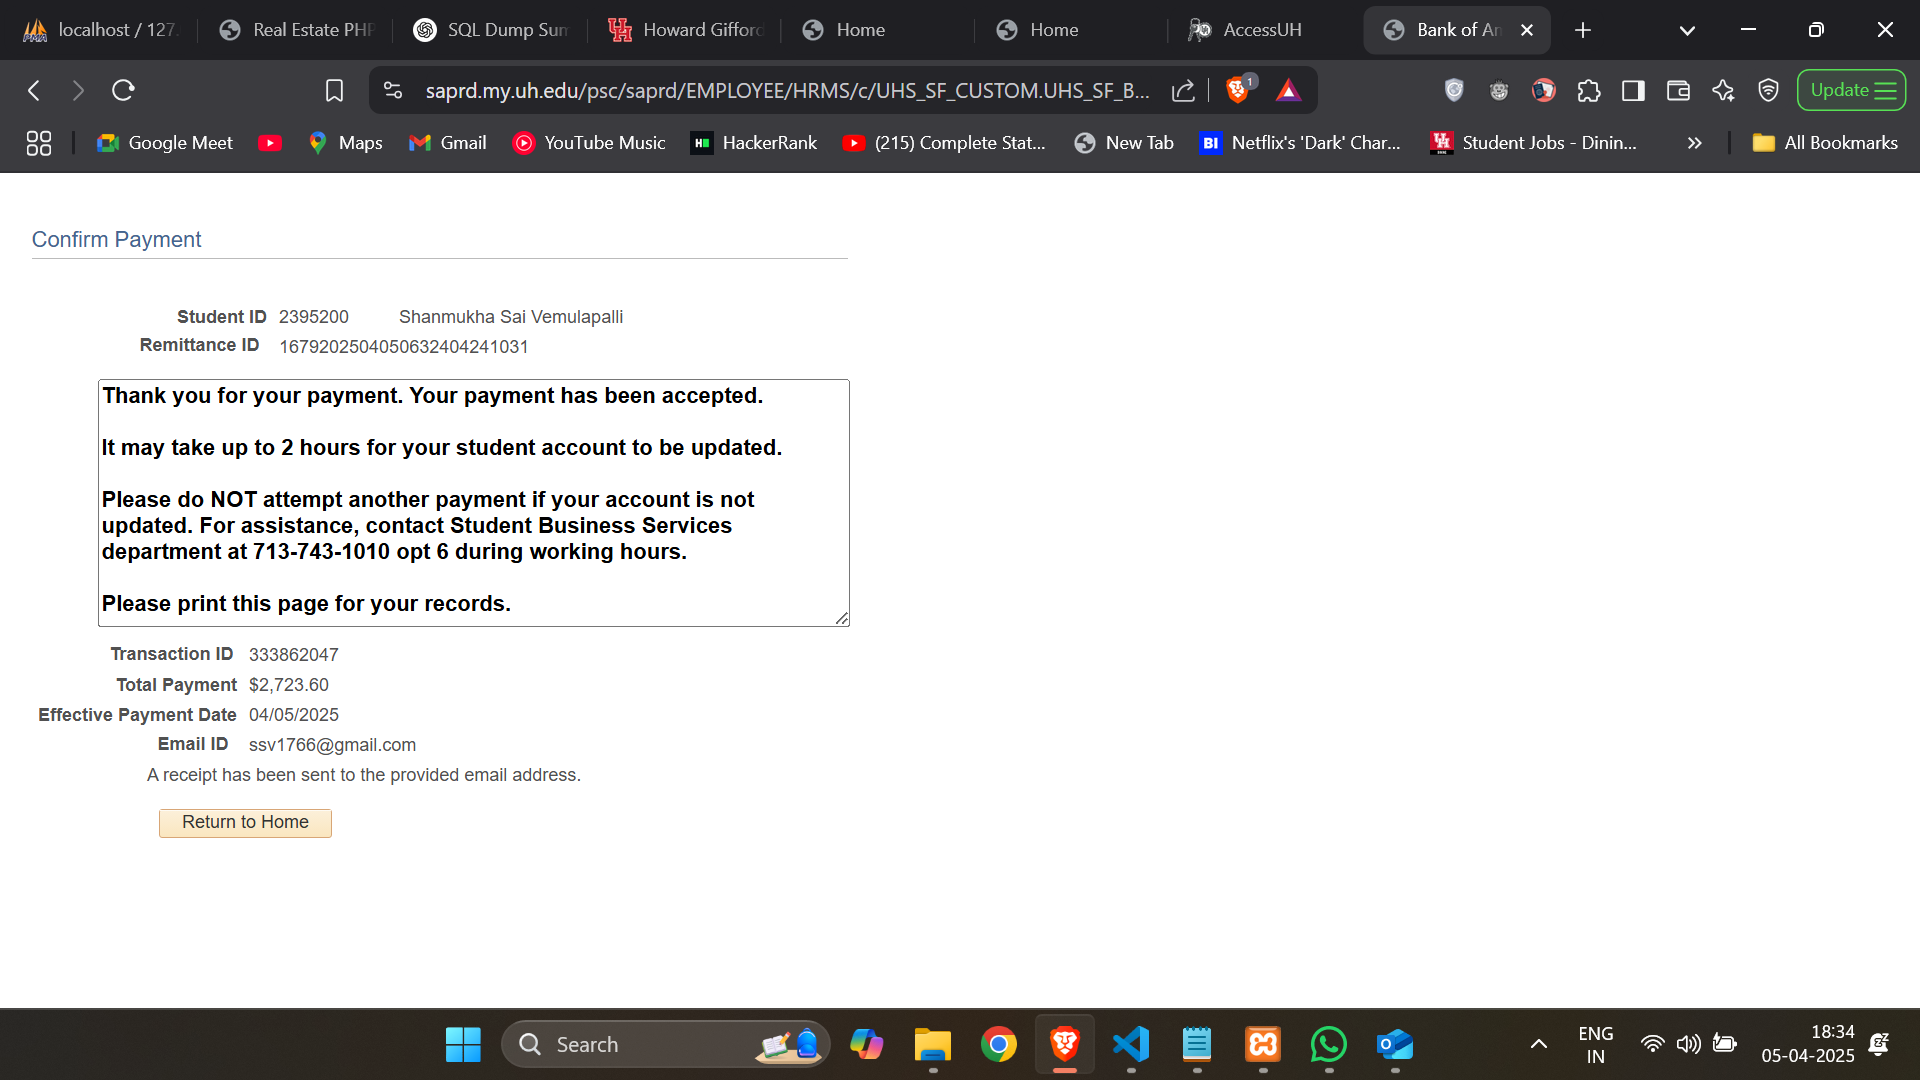 localhost / 127.
Real Estate PHP
SQL Dump Sum
Howard Gifford
Home
Home
AccessUH
Bank of Am
saprd.my.uh.edu/psc/saprd/EMPLOYEE/HRMS/c/UHS_SF_CUSTOM.UHS_SF_B...
1
Update
Google Meet
Maps
Gmail
YouTube Music
HackerRank
(215) Complete Stat...
New Tab
BI
Netflix's 'Dark' Char...
Student Jobs - Dinin...
All Bookmarks
Confirm Payment
Student ID 2395200 Shanmukha Sai Vemulapalli
Remittance ID 1679202504050632404241031
Thank you for your payment. Your payment has been accepted.
It may take up to 2 hours for your student account to be updated.
Please do NOT attempt another payment if your account is not
updated. For assistance, contact Student Business Services
department at 713-743-1010 opt 6 during working hours.
Please print this page for your records.
Transaction ID 333862047
Total Payment $2,723.60
Effective Payment Date 04/05/2025
Email ID ssv1766@gmail.com
A receipt has been sent to the provided email address.
Return to Home
Search
ENG
IN
18:34
05-04-2025